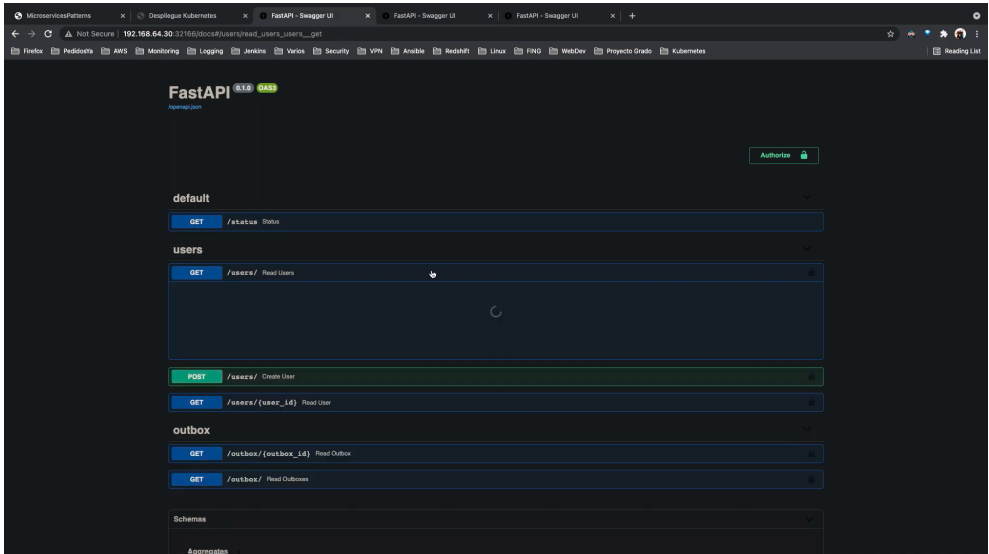 MicroservicesPatterns
Despliegue Kubernetes
FastAPI - Swagger UI
FastAPI - Swagger UI
FastAPI - Swagger UI
Not Secure | 192.168.64.30:32166/docs#/users/read_users_users__get
Firefox PedidosYa AWS Monitoring Logging Jenkins Varios Security VPN Ansible Redshift Linux FING WebDev Proyecto Grado Kubernetes Reading List
FastAPI 0.1.0 OAS3
/openapi.json
Authorize
default
GET /status Status
users
GET /users/ Read Users
POST /users/ Create User
GET /users/{user_id} Read User
outbox
GET /outbox/{outbox_id} Read Outbox
GET /outbox/ Read Outboxes
Schemas
Aggregates